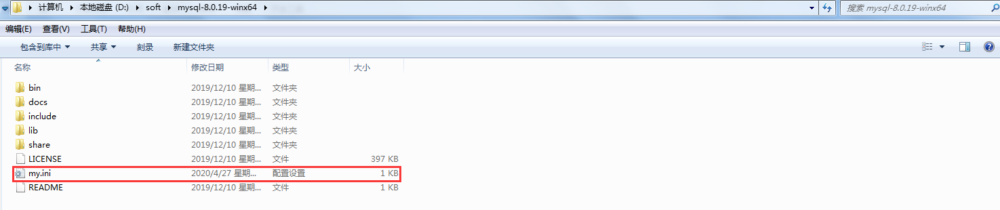 计算机 本地磁盘 (D:) soft mysql-8.0.19-winx64 搜索 mysql-8.0.19-winx64
编辑(E) 查看(V) 工具(T) 帮助(H)
包含到库中 共享 刻录 新建文件夹
名称 修改日期 类型 大小
bin 2019/12/10 星期... 文件夹
docs 2019/12/10 星期... 文件夹
include 2019/12/10 星期... 文件夹
lib 2019/12/10 星期... 文件夹
share 2019/12/10 星期... 文件夹
LICENSE 2019/12/10 星期... 文件 397 KB
my.ini 2020/4/27 星期... 配置设置 1 KB
README 2019/12/10 星期... 文件 1 KB